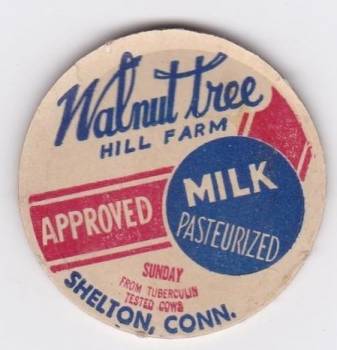 Walnut tree
HILL FARM
APPROVED
MILK
PASTEURIZED
SUNDAY
FROM TUBERCULIN
TESTED COWS
SHELTON, CONN.